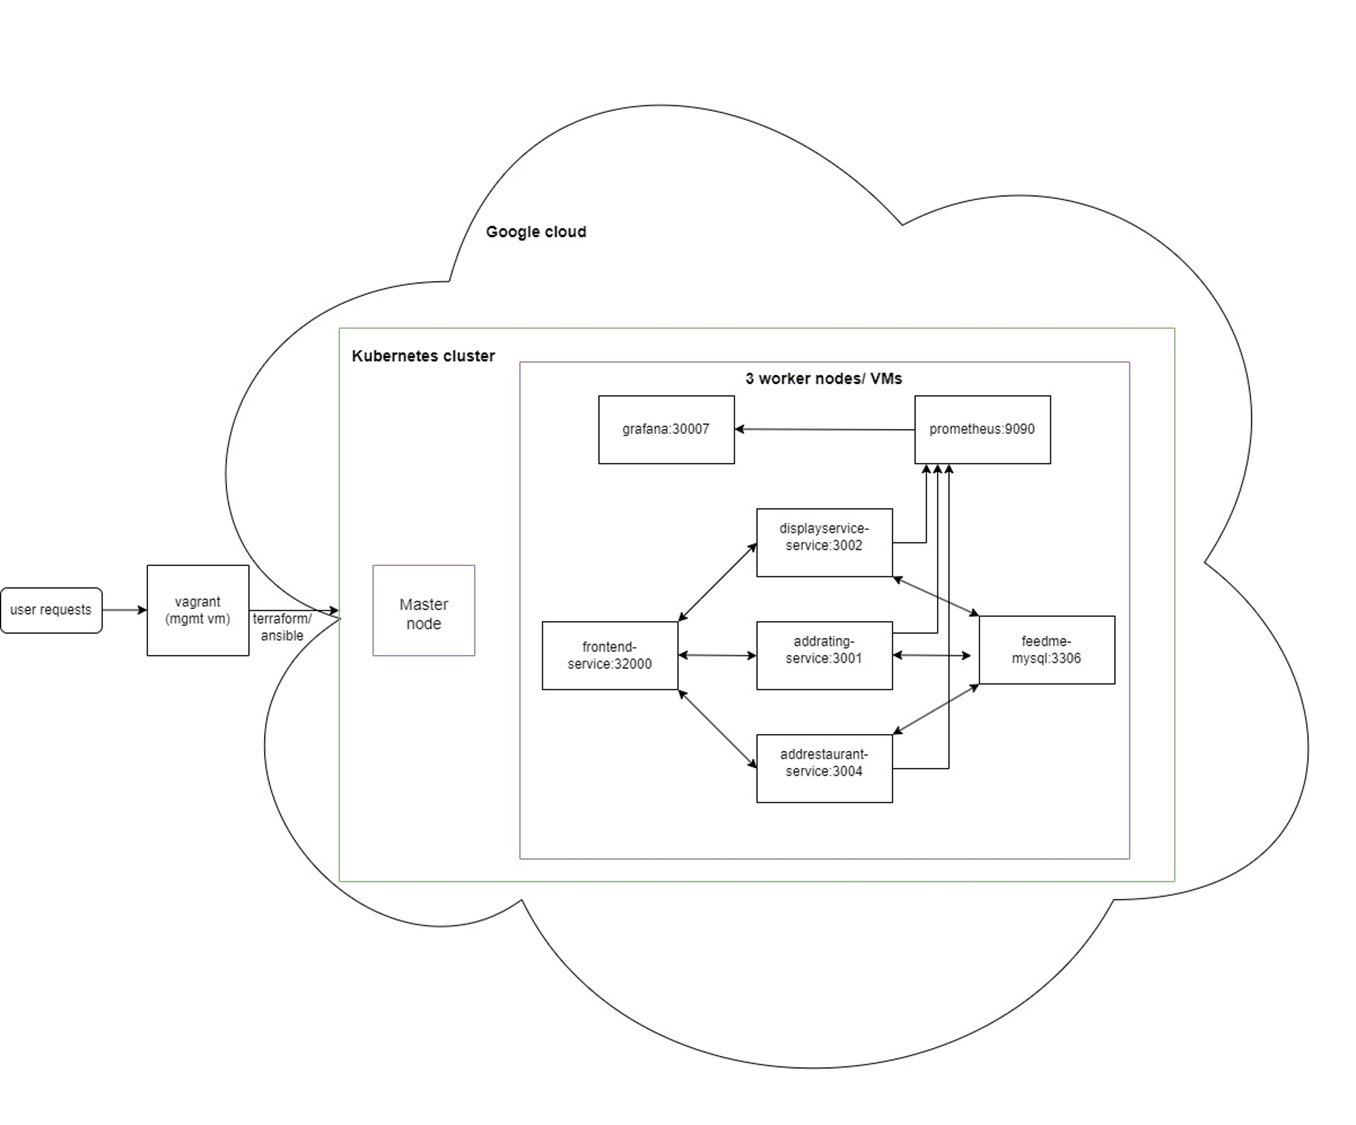 Google cloud
Kubernetes cluster
3 worker nodes/ VMs
grafana:30007
prometheus:9090
displayservice-
service:3002
user requests
vagrant
(mgmt vm)
terraform/
ansible
Master
node
frontend-
service:32000
addrating-
service:3001
feedme-
mysql:3306
addrestaurant-
service:3004